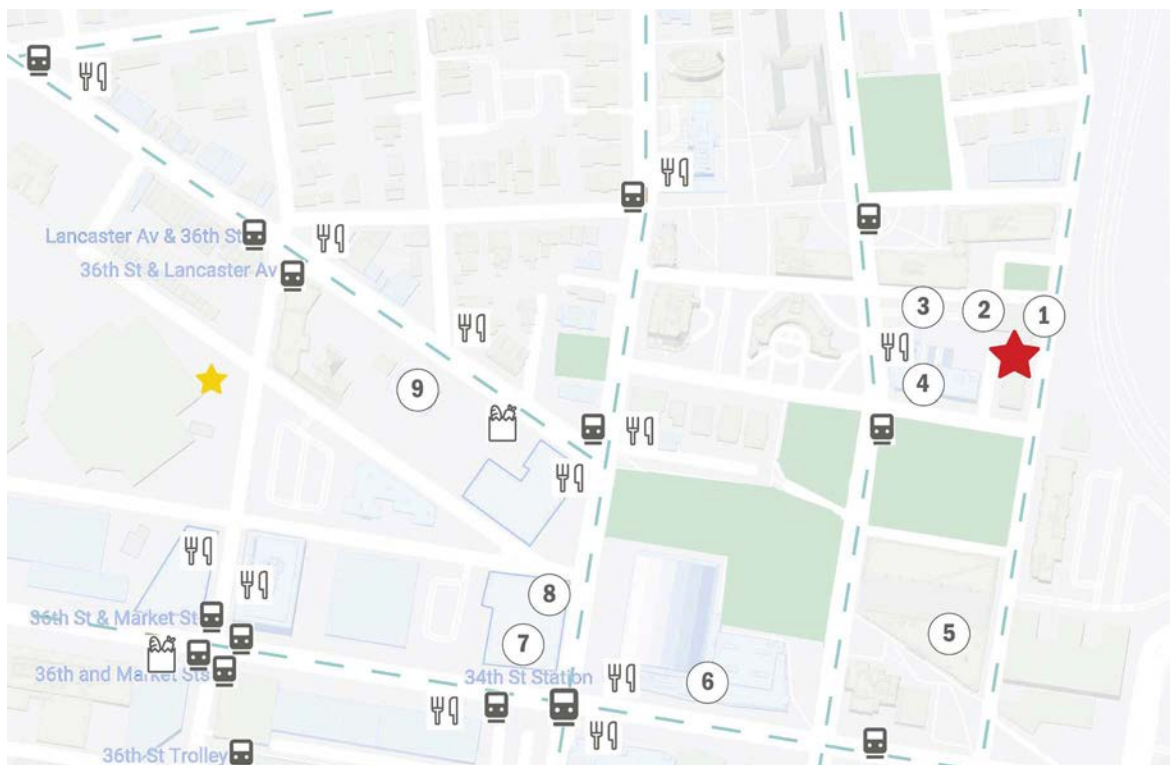 Lancaster Av & 36th St
36th St & Lancaster Av
3
2
1
4
9
8
36th St & Market St
5
7
36th and Market Sts
34th St Station
6
36th St Trolley